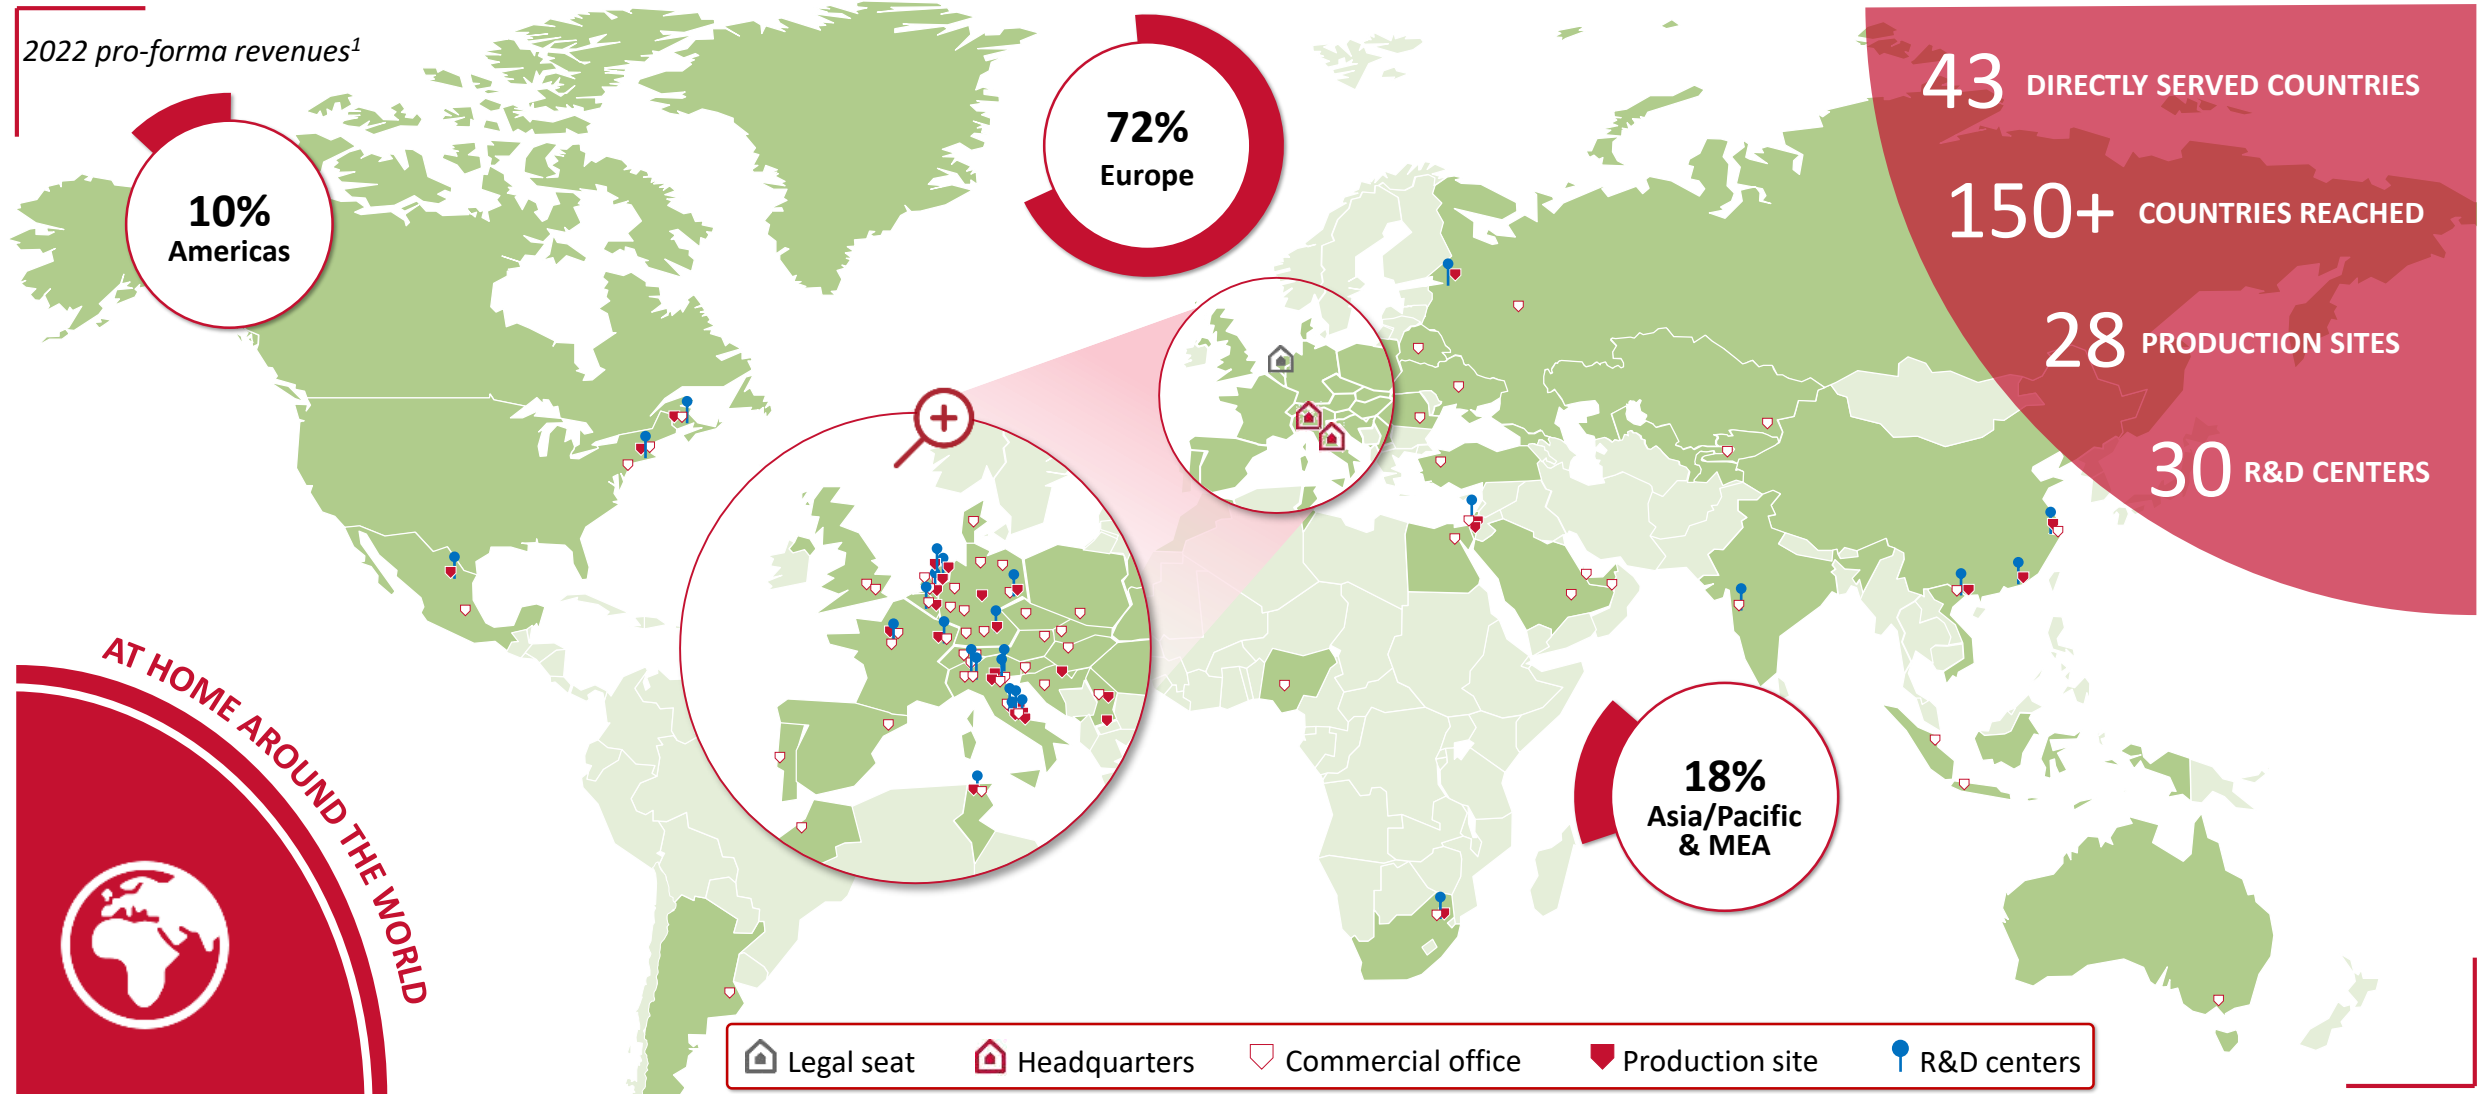 2022 pro-forma revenues1
10%
Americas
72%
Europe
43 DIRECTLY SERVED COUNTRIES
150+ COUNTRIES REACHED
28 PRODUCTION SITES
30 R&D CENTERS
18%
Asia/Pacific
& MEA
AT HOME AROUND THE WORLD
Legal seat
Headquarters
Commercial office
Production site
R&D centers